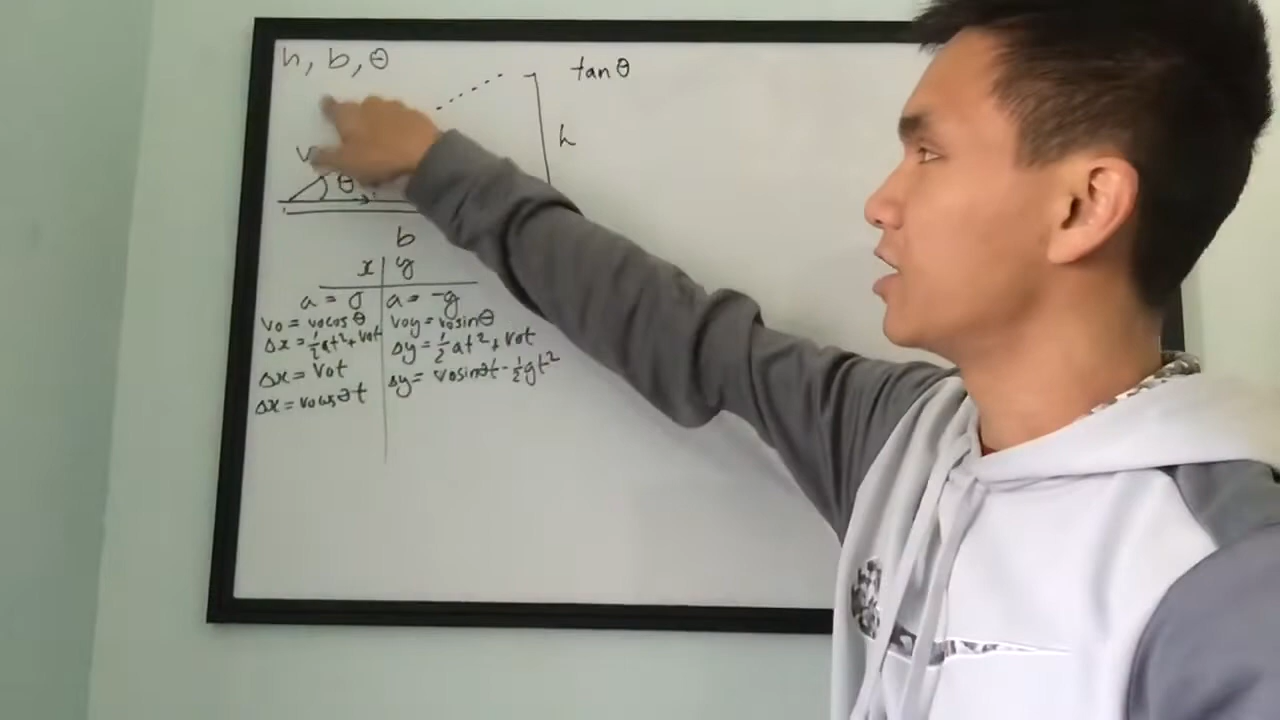 h, b, θ
tan θ
h
V
θ
b
x | y
a = 0 | a = -g
v₀ = v₀cosθ | v₀y = v₀sinθ
Δx = ½at² + v₀t | Δy = ½at² + v₀t
Δx = v₀t | Δy = v₀sinθt - ½gt²
Δx = v₀cosθt